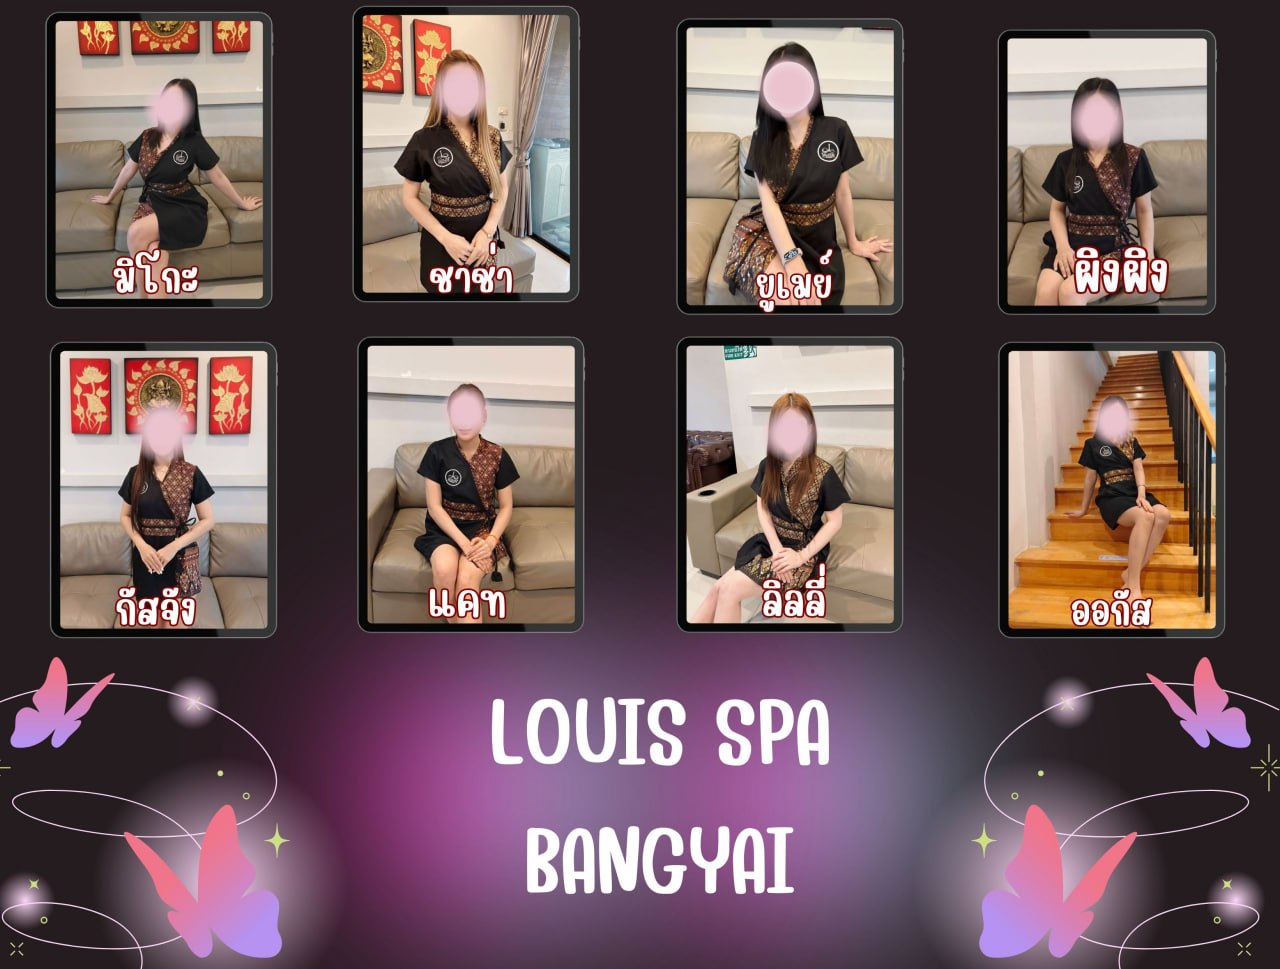 มิโกะ
ซาซ่า
ยูเมย์
ผิงผิง
กัสจัง
แคท
ลิลลี่
ออกัส
LOUIS SPA
BANGYAI